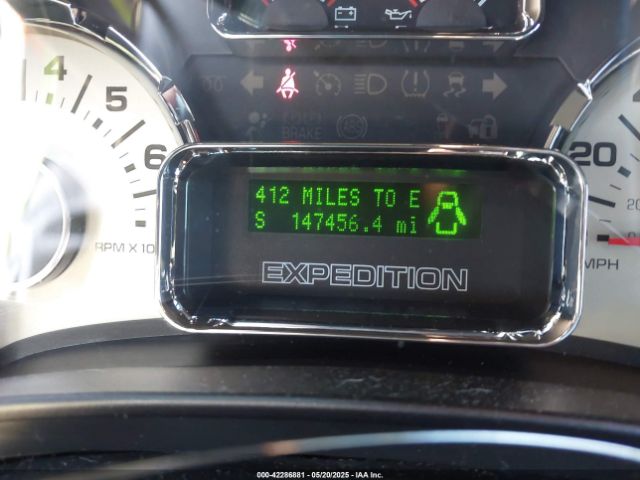 4
5
6
RPM X 10
BRAKE
412 MILES TO E
S 147456.4 mi
EXPEDITION
20
20
MPH
000-42286881 - 05/20/2025 - IAA Inc.